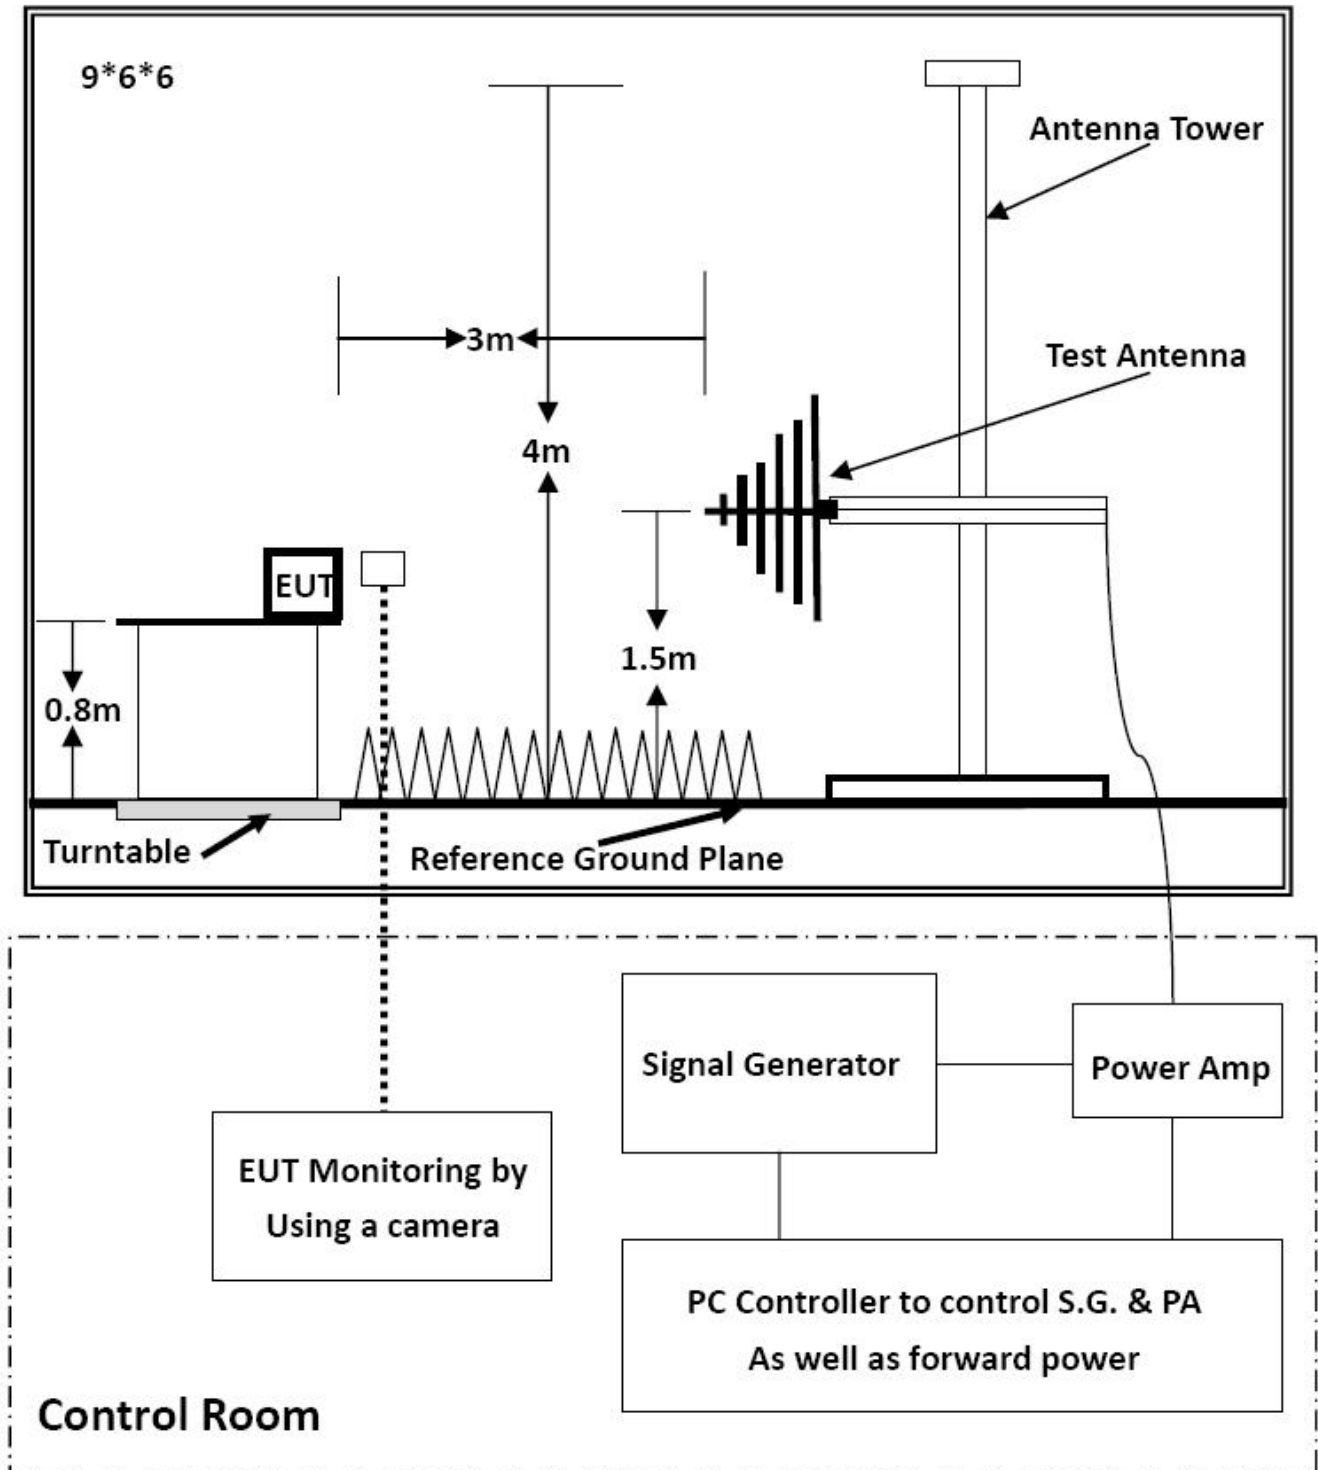 9*6*6
Antenna Tower
3m
Test Antenna
4m
EUT
1.5m
0.8m
Turntable
Reference Ground Plane
Signal Generator
Power Amp
EUT Monitoring by
Using a camera
PC Controller to control S.G. & PA
As well as forward power
Control Room